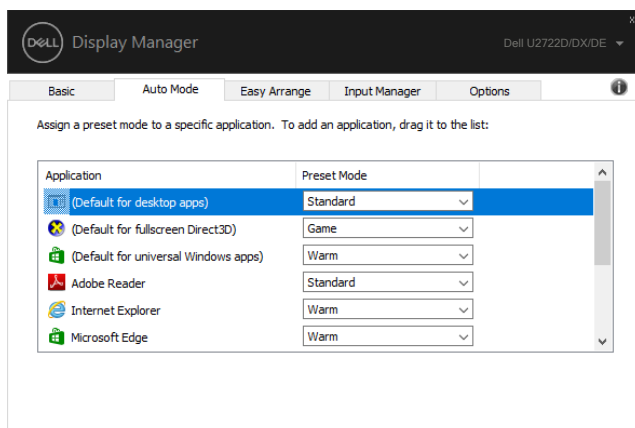 DELL Display Manager Dell U2722D/DX/DE
Basic Auto Mode Easy Arrange Input Manager Options
Assign a preset mode to a specific application. To add an application, drag it to the list:
Application Preset Mode
(Default for desktop apps) Standard
(Default for fullscreen Direct3D) Game
(Default for universal Windows apps) Warm
Adobe Reader Standard
Internet Explorer Warm
Microsoft Edge Warm